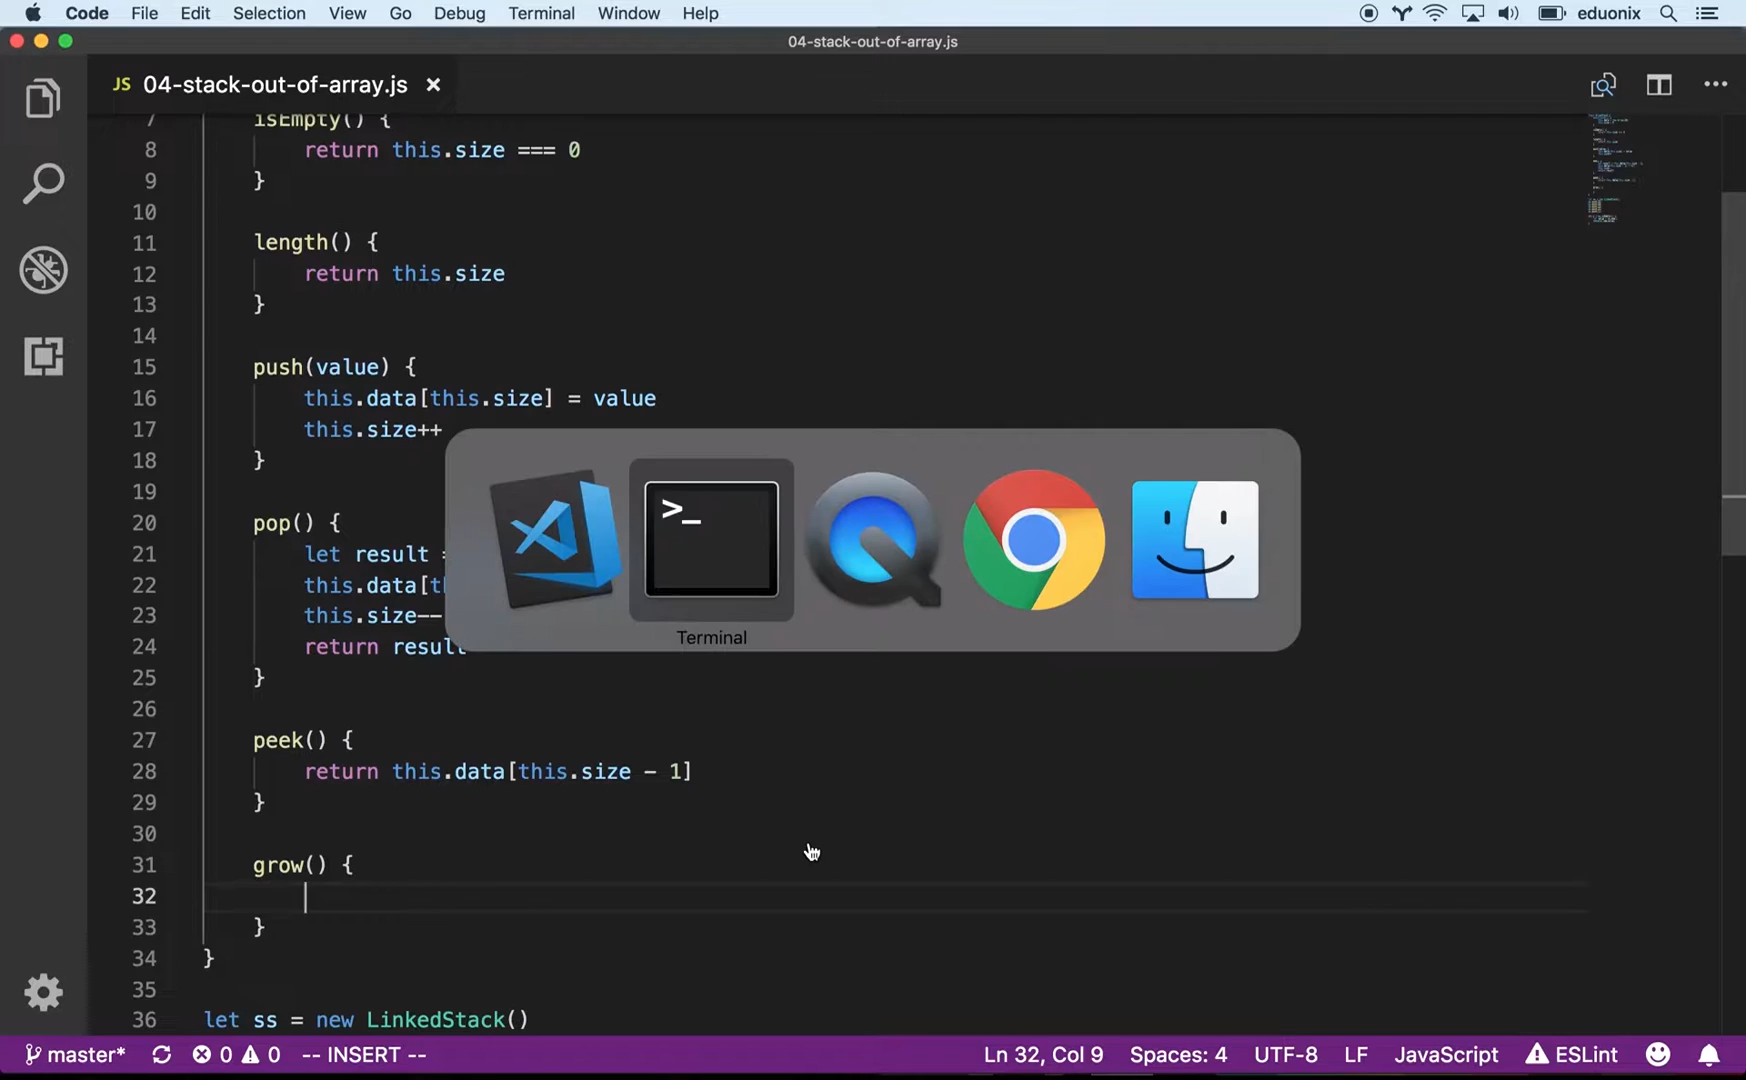 Code File Edit Selection View Go Debug Terminal Window Help eduonix
04-stack-out-of-array.js
JS 04-stack-out-of-array.js
7 isEmpty() {
8 return this.size === 0
9 }
10
11 length() {
12 return this.size
13 }
14
15 push(value) {
16 this.data[this.size] = value
17 this.size++
18 }
19
20 pop() {
21 let result =
22 this.data[th
23 this.size--
24 return result
25 }
26
27 peek() {
28 return this.data[this.size - 1]
29 }
30
31 grow() {
32
33 }
34 }
35
36 let ss = new LinkedStack()
>_
Terminal
master* 0 0 -- INSERT -- Ln 32, Col 9 Spaces: 4 UTF-8 LF JavaScript ESLint